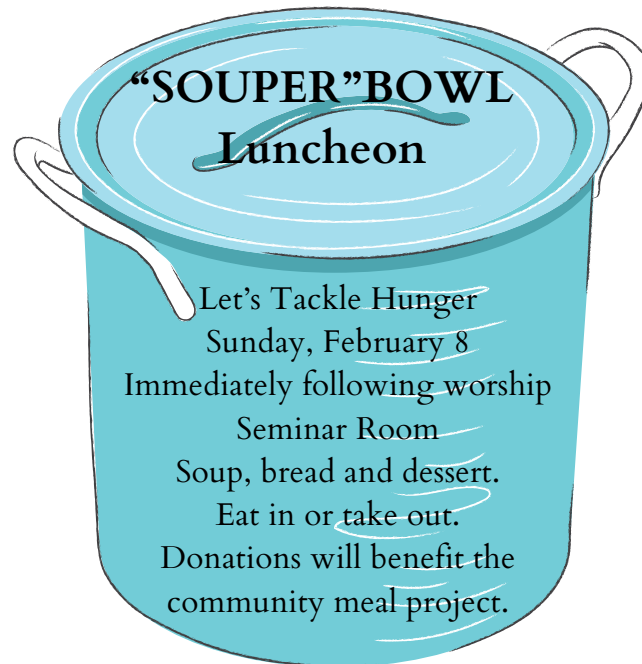 “SOUPER”BOWL
Luncheon
Let’s Tackle Hunger
Sunday, February 8
Immediately following worship
Seminar Room
Soup, bread and dessert.
Eat in or take out.
Donations will benefit the
community meal project.